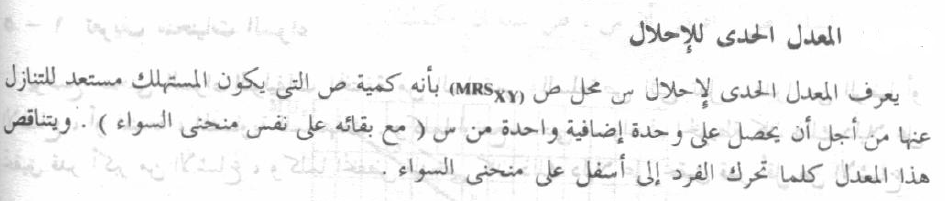 المعدل الحدى للإحلال
يعرف المعدل الحدى لإحلال س محل ص (MRSXY) بأنه كمية ص التى يكون المستهلك مستعد للتنازل
عنها من أجل أن يحصل على وحدة إضافية واحدة من س ( مع بقائه على نفس منحنى السواء ) . ويتناقص
هذا المعدل كلما تحرك الفرد إلى أسفل على منحنى السواء .